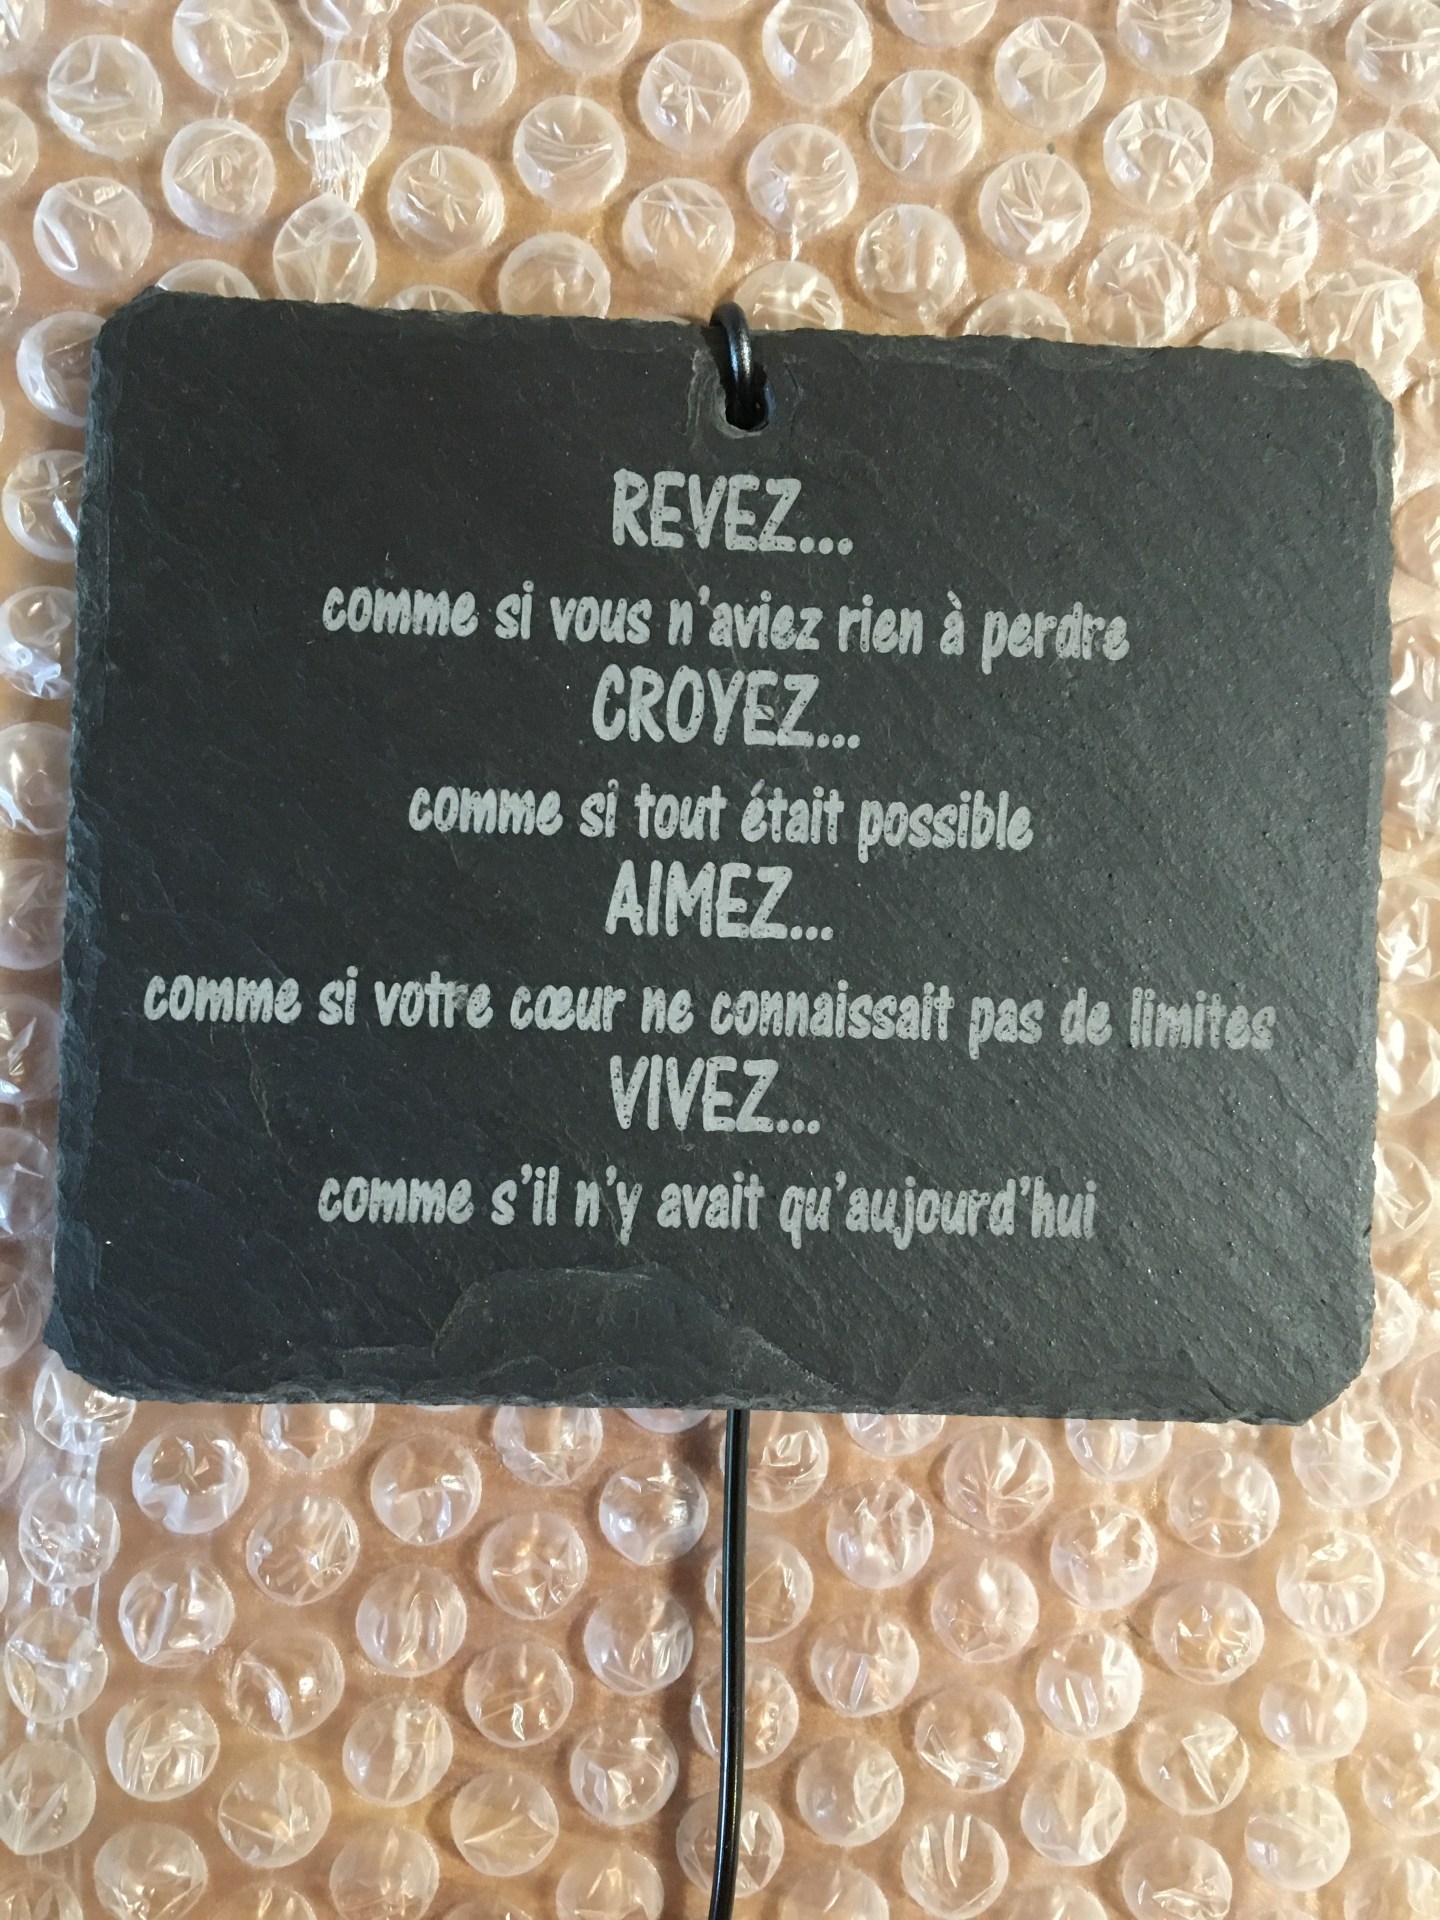 REVEZ...
comme si vous n'aviez rien à perdre
CROYEZ...
comme si tout était possible
AIMEZ...
comme si votre cœur ne connaissait pas de limites
VIVEZ...
comme s'il n'y avait qu'aujourd'hui